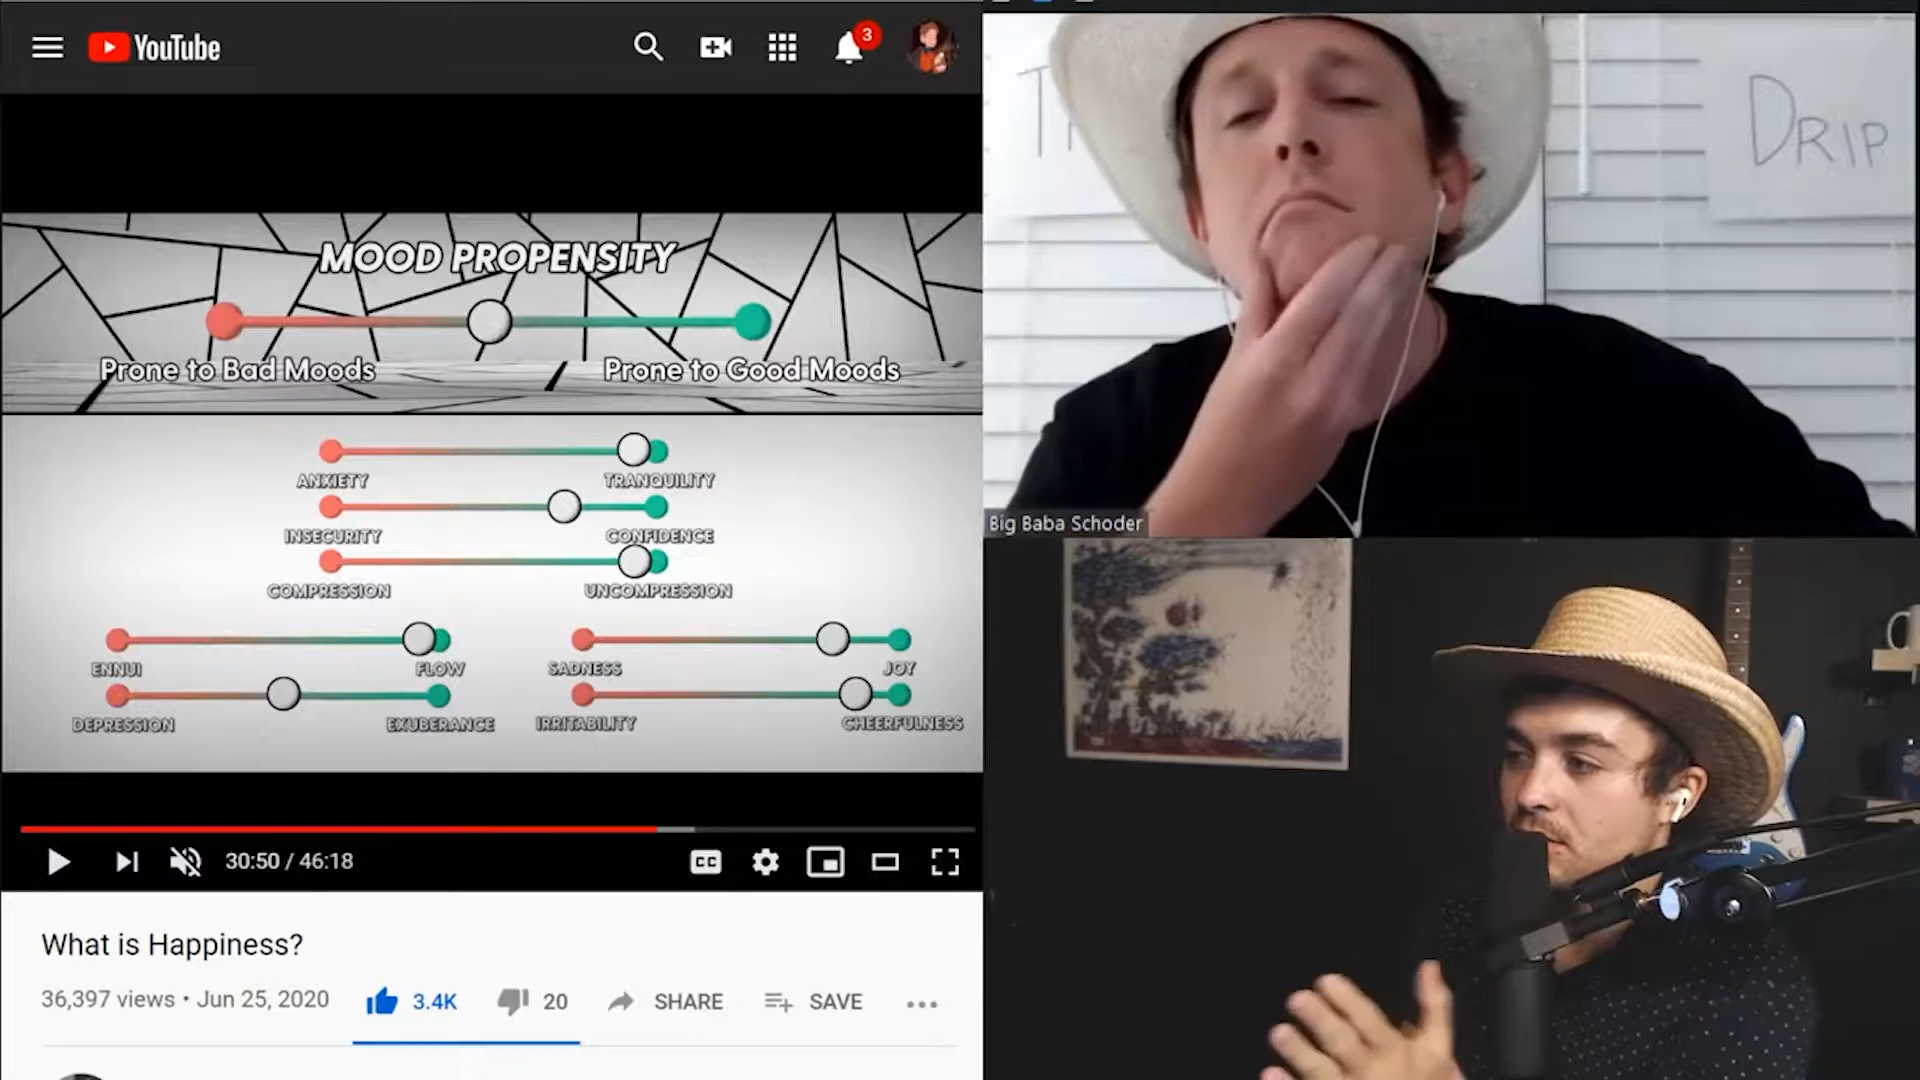 YouTube
3
MOOD PROPENSITY
Prone to Bad Moods
Prone to Good Moods
ANXIETY
TRANQUILITY
INSECURITY
CONFIDENCE
COMPRESSION
UNCOMPRESSION
ENNUI
FLOW
SADNESS
JOY
DEPRESSION
EXUBERANCE
IRRITABILITY
CHEERFULNESS
30:50 / 46:18
CC
What is Happiness?
36,397 views • Jun 25, 2020
3.4K
20
SHARE
SAVE
DRIP
Big Baba Schoder